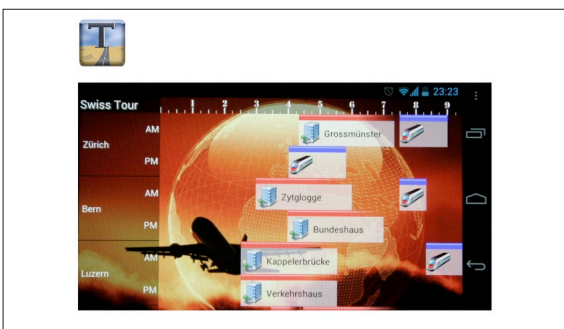 T
23:23
Swiss Tour
1 2 3 4 5 6 7 8 9
Zürich
AM
Grossmünster
PM
Bern
AM
Zytglogge
PM
Bundeshaus
Luzern
AM
Kappelerbrücke
PM
Verkehrshaus